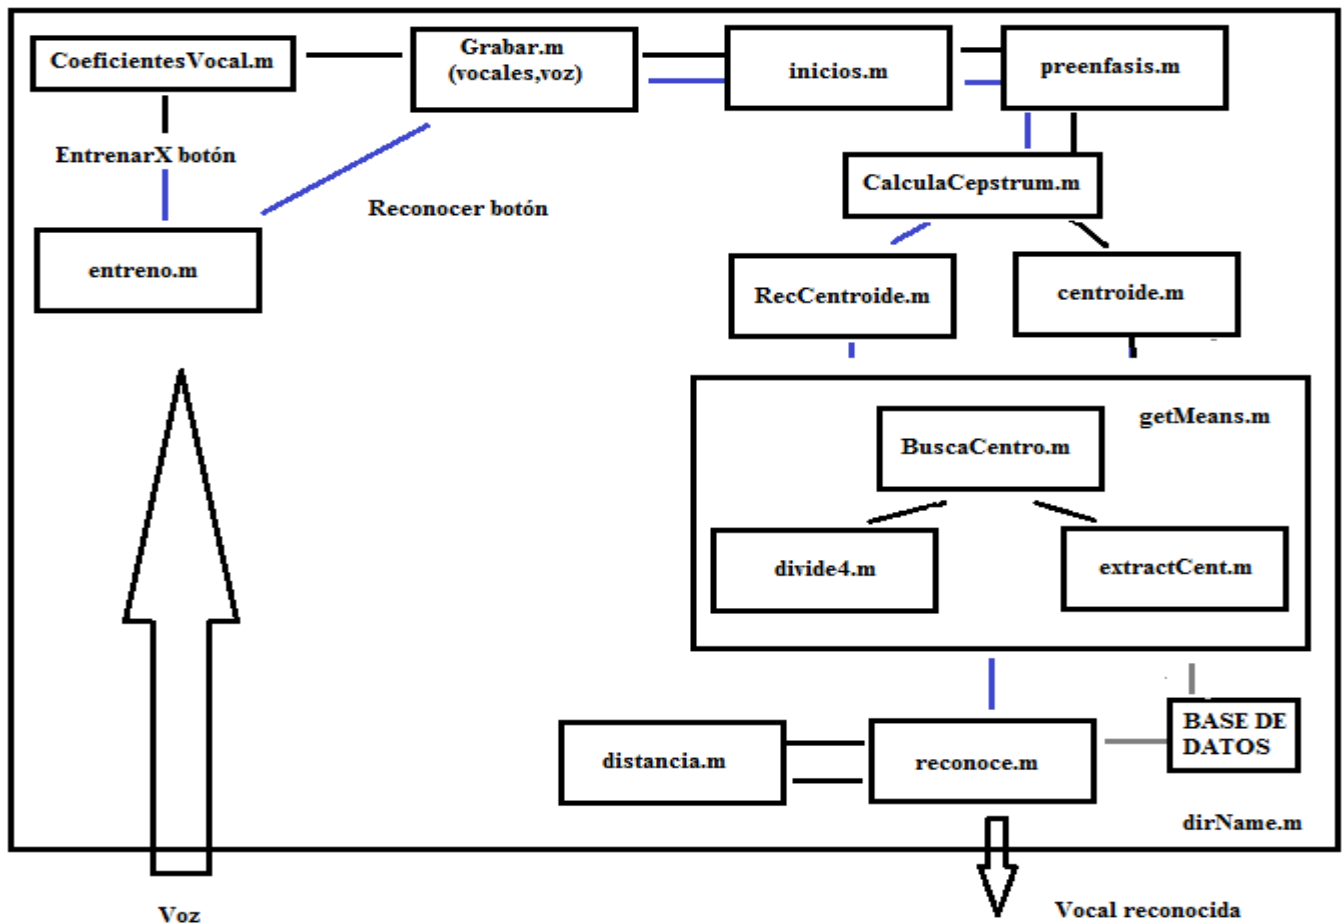 CoeficientesVocal.m
Grabar.m
(vocales,voz)
inicios.m
preenfasis.m
EntrenarX botón
CalculaCepstrum.m
Reconocer botón
entreno.m
RecCentroide.m
centroide.m
getMeans.m
BuscaCentro.m
divide4.m
extractCent.m
BASE DE
DATOS
distancia.m
reconoce.m
dirName.m
Voz
Vocal reconocida